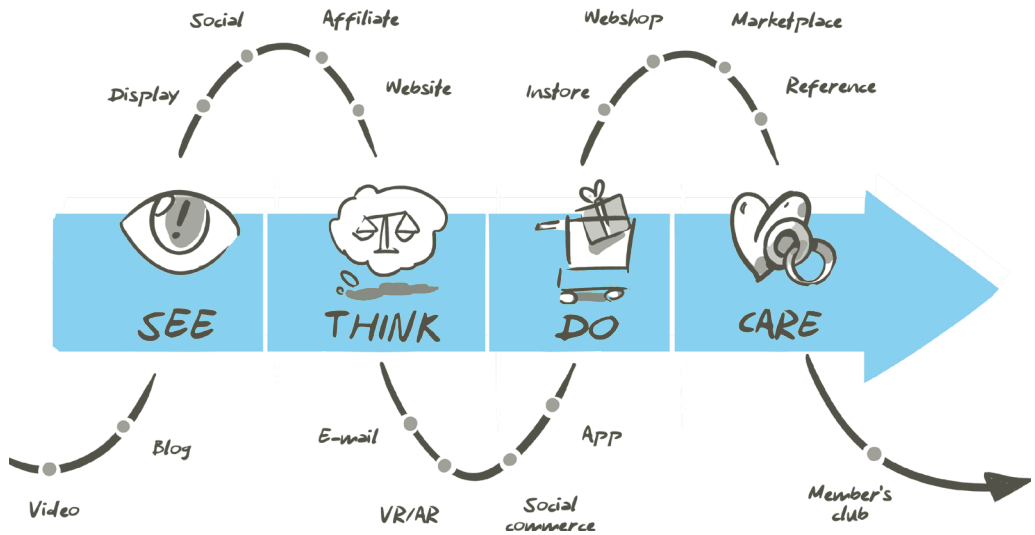 Social
Affiliate
Webshop
Marketplace
Display
Website
Instore
Reference
SEE
THINK
DO
CARE
Video
Blog
E-mail
VR/AR
Social
commerce
App
Member's
club